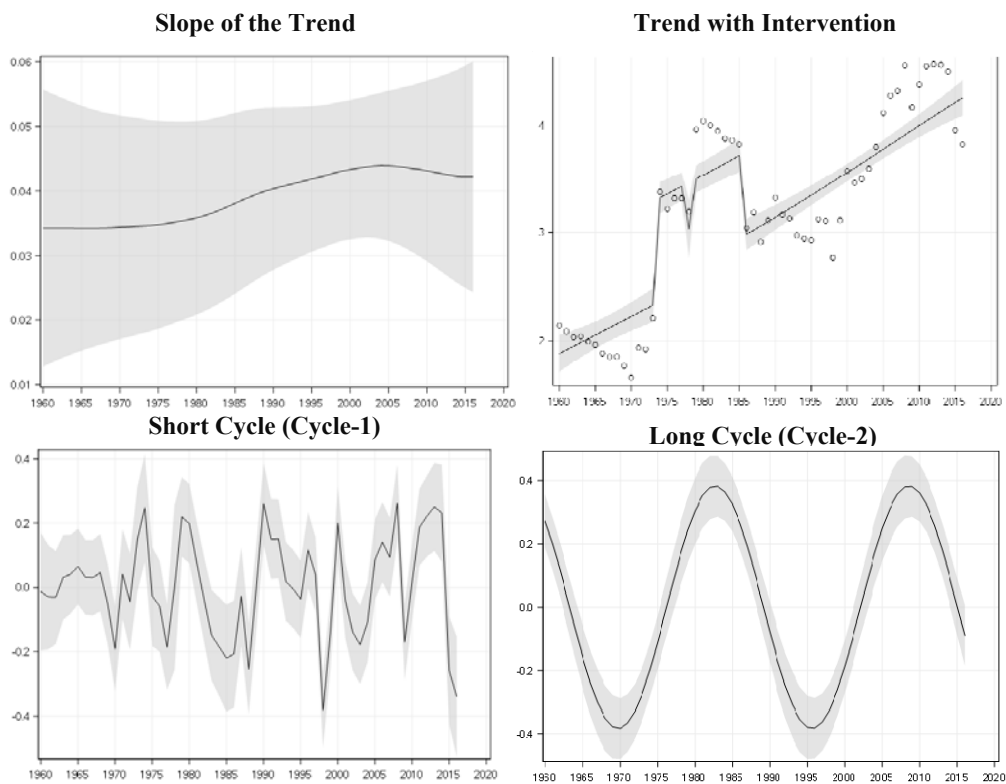 Slope of the Trend
0.06
0.05
0.04
0.03
0.02
0.01
1960 1965 1970 1975 1980 1985 1990 1995 2000 2005 2010 2015 2020
Trend with Intervention
4
3
2
1960 1965 1970 1975 1980 1985 1990 1995 2000 2005 2010 2015 2020
Short Cycle (Cycle-1)
0.4
0.2
0.0
-0.2
-0.4
1960 1965 1970 1975 1980 1985 1990 1995 2000 2005 2010 2015 2020
Long Cycle (Cycle-2)
0.4
0.2
0.0
-0.2
-0.4
1950 1965 1970 1975 1980 1985 1990 1995 2000 2005 2010 2015 2020